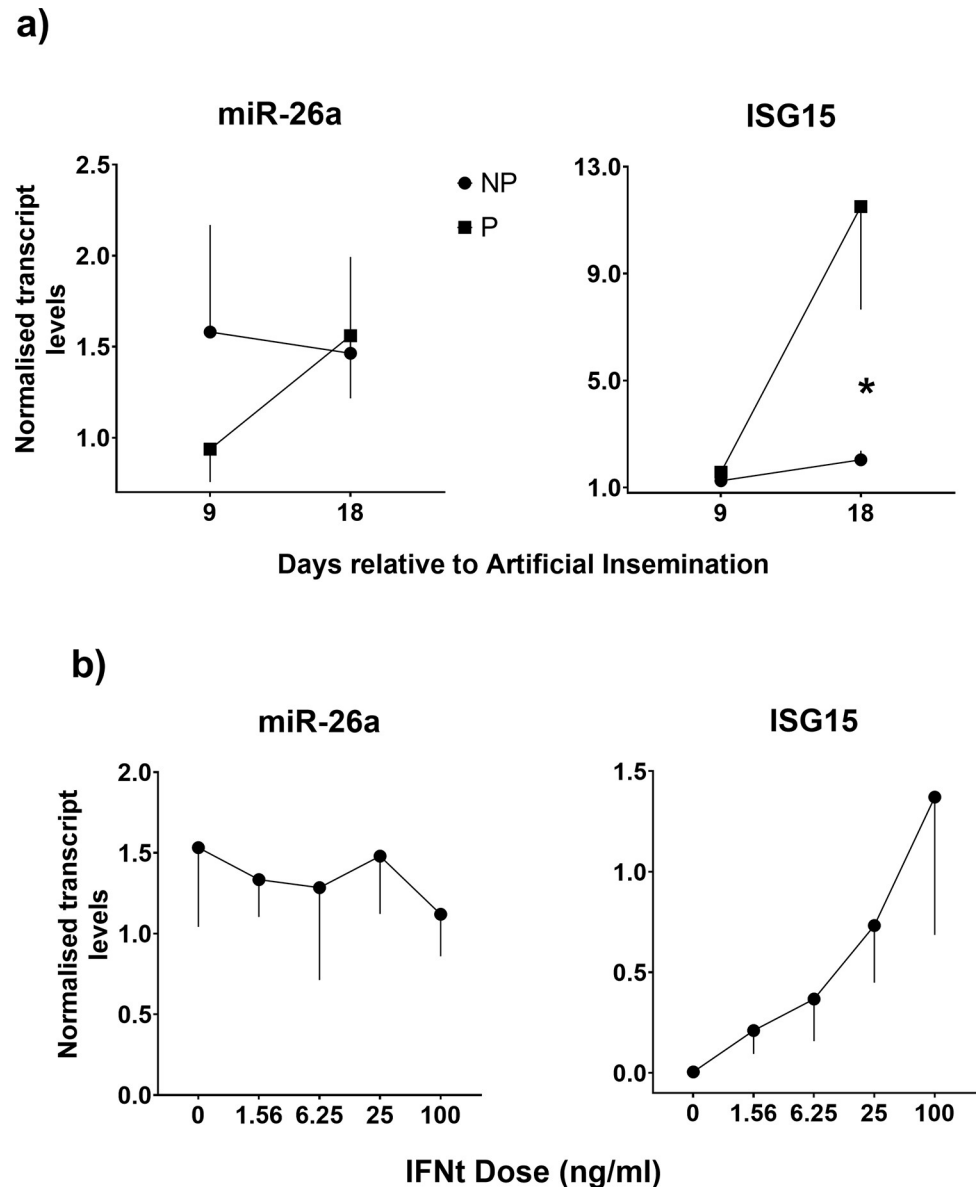 a)
miR-26a
ISG15
Normalised transcript
levels
2.5
2.0
1.5
1.0
9
18
NP
P
13.0
9.0
5.0
1.0
*
9
18
Days relative to Artificial Insemination
b)
miR-26a
ISG15
Normalised transcript
levels
2.0
1.5
1.0
0.5
0.0
0 1.56 6.25 25 100
1.5
1.0
0.5
0.0
0 1.56 6.25 25 100
IFNt Dose (ng/ml)